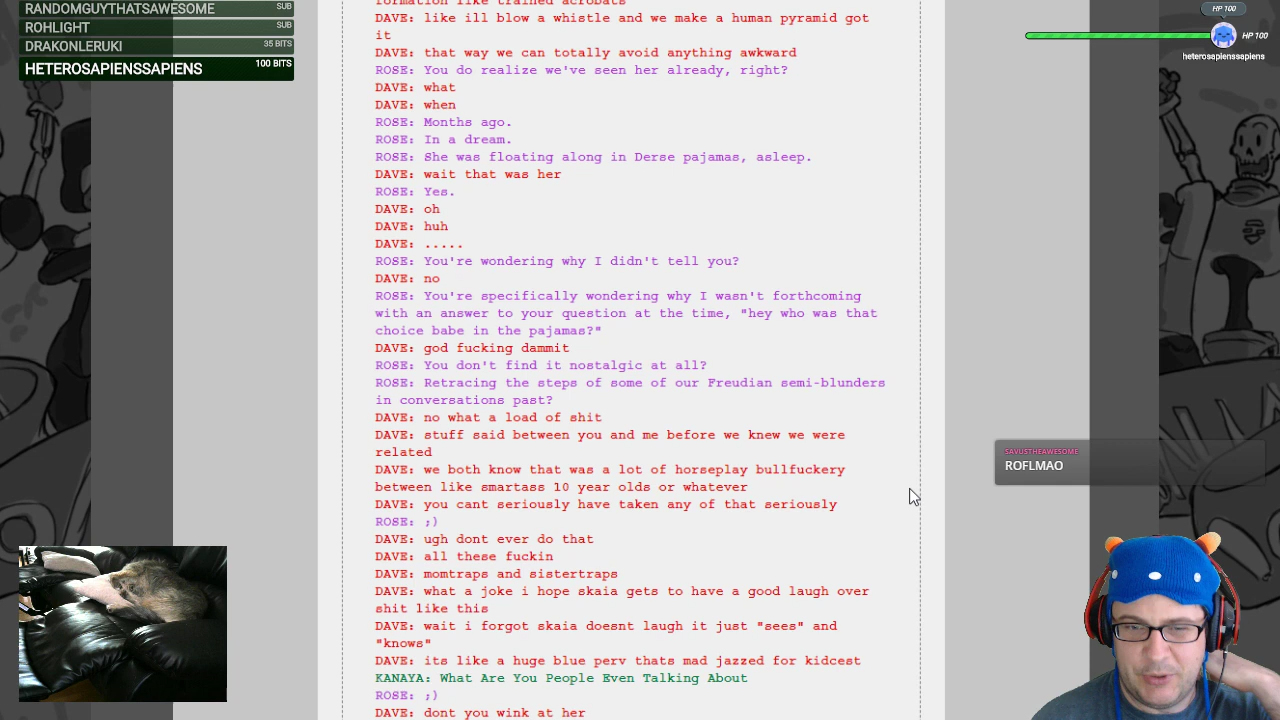 RANDOMGUYTHATSAWESOME SUB
ROHLIGHT SUB
DRAKONLERUKI 35 BITS
HETEROSAPIENSSAPIENS 100 BITS
HP 100
HP 100
heterosapienssapiens
formation like trained acrobats
DAVE: like ill blow a whistle and we make a human pyramid got
it
DAVE: that way we can totally avoid anything awkward
ROSE: You do realize we've seen her already, right?
DAVE: what
DAVE: when
ROSE: Months ago.
ROSE: In a dream.
ROSE: She was floating along in Derse pajamas, asleep.
DAVE: wait that was her
ROSE: Yes.
DAVE: oh
DAVE: huh
DAVE: .....
ROSE: You're wondering why I didn't tell you?
DAVE: no
ROSE: You're specifically wondering why I wasn't forthcoming
with an answer to your question at the time, "hey who was that
choice babe in the pajamas?"
DAVE: god fucking dammit
ROSE: You don't find it nostalgic at all?
ROSE: Retracing the steps of some of our Freudian semi-blunders
in conversations past?
DAVE: no what a load of shit
DAVE: stuff said between you and me before we knew we were
related
DAVE: we both know that was a lot of horseplay bullfuckery
between like smartass 10 year olds or whatever
DAVE: you cant seriously have taken any of that seriously
ROSE: ;)
DAVE: ugh dont ever do that
DAVE: all these fuckin
DAVE: momtraps and sistertraps
DAVE: what a joke i hope skaia gets to have a good laugh over
shit like this
DAVE: wait i forgot skaia doesnt laugh it just "sees" and
"knows"
DAVE: its like a huge blue perv thats mad jazzed for kidcest
KANAYA: What Are You People Even Talking About
ROSE: ;)
DAVE: dont you wink at her
SAVUSTHEAWESOME
ROFLMAO